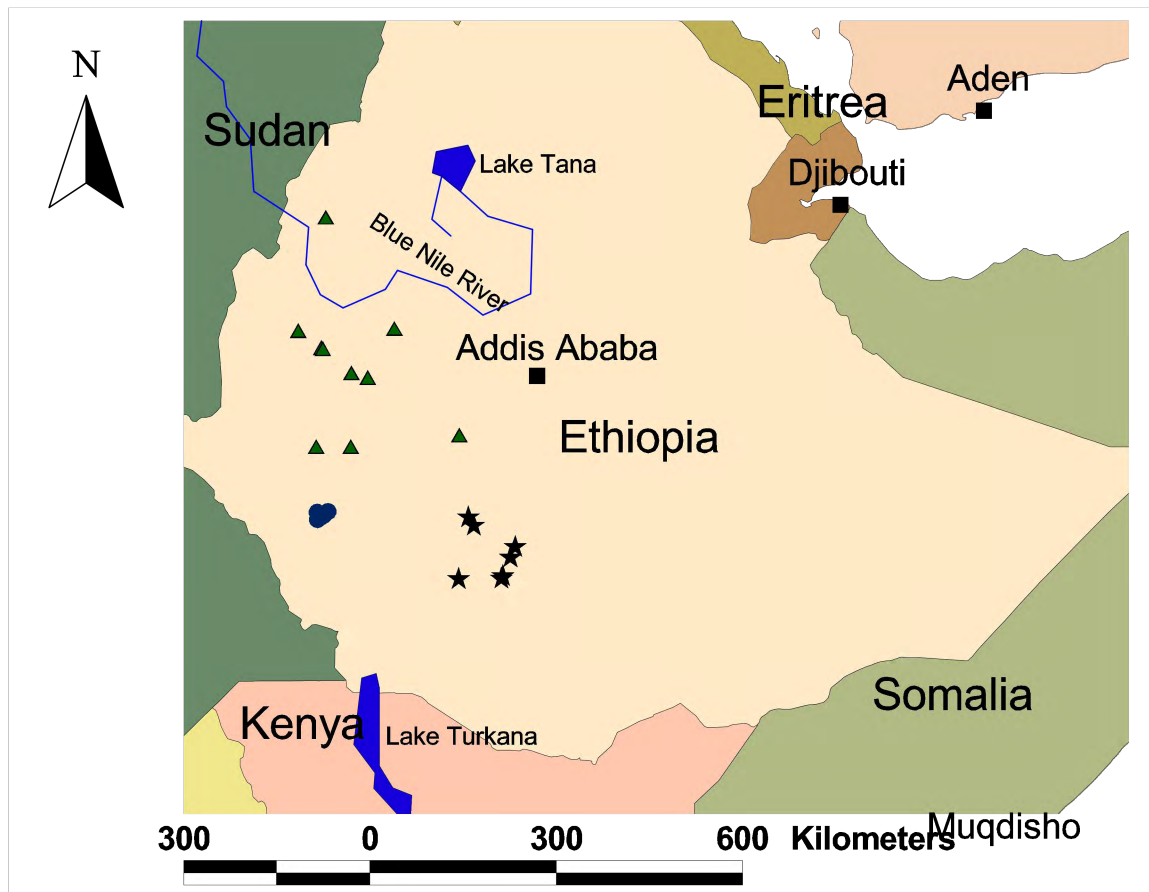 N
Aden
Eritrea
Sudan
Lake Tana
Djibouti
Blue Nile River
Addis Ababa
Ethiopia
Somalia
Kenya
Lake Turkana
Muqdisho
300 0 300 600 Kilometers